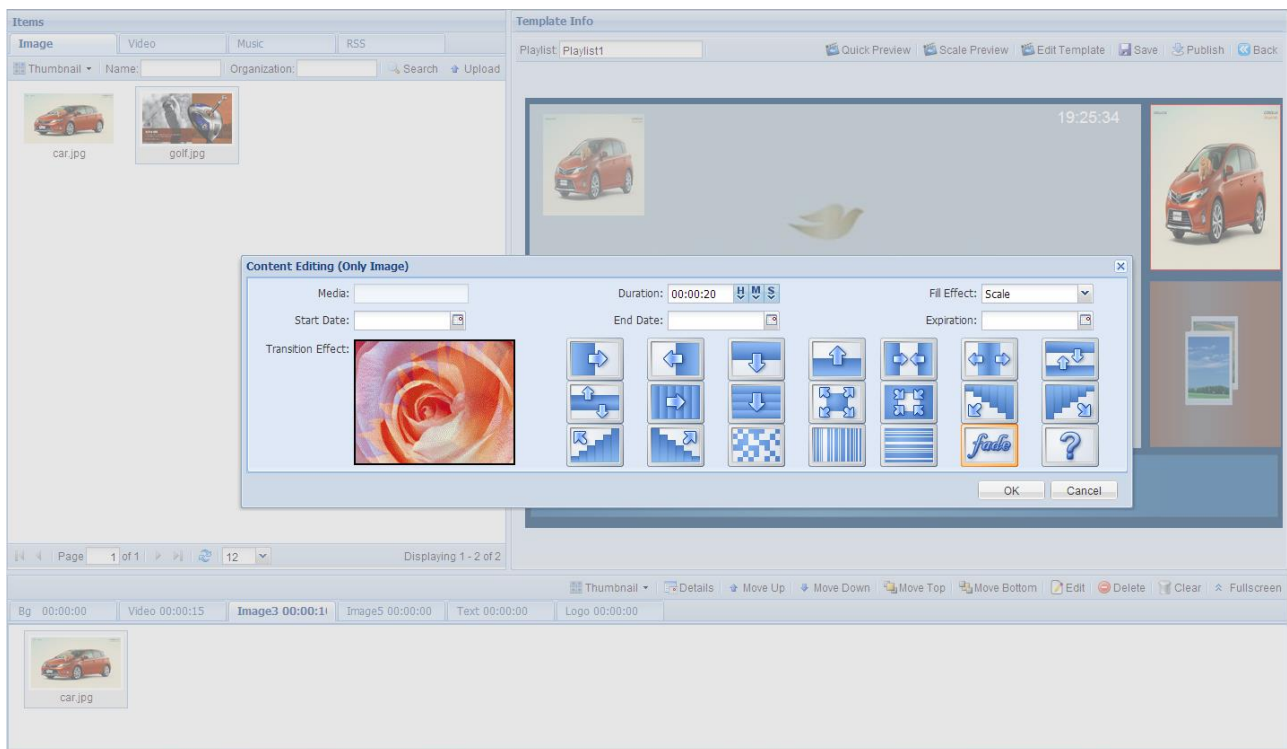 Items
Image Video Music RSS
Thumbnail Name: Organization: Search Upload
car.jpg golf.jpg
Page 1 of 1 12 Displaying 1 - 2 of 2
Template Info
Playlist: Playlist1 Quick Preview Scale Preview Edit Template Save Publish Back
19:25:34
Content Editing (Only Image)
Media: Duration: 00:00:20 H M S Fill Effect: Scale
Start Date: End Date: Expiration:
Transition Effect:
fade
?
OK Cancel
Thumbnail Details Move Up Move Down Move Top Move Bottom Edit Delete Clear Fullscreen
Bg 00:00:00 Video 00:00:15 Image3 00:00:1 Image5 00:00:00 Text 00:00:00 Logo 00:00:00
car.jpg